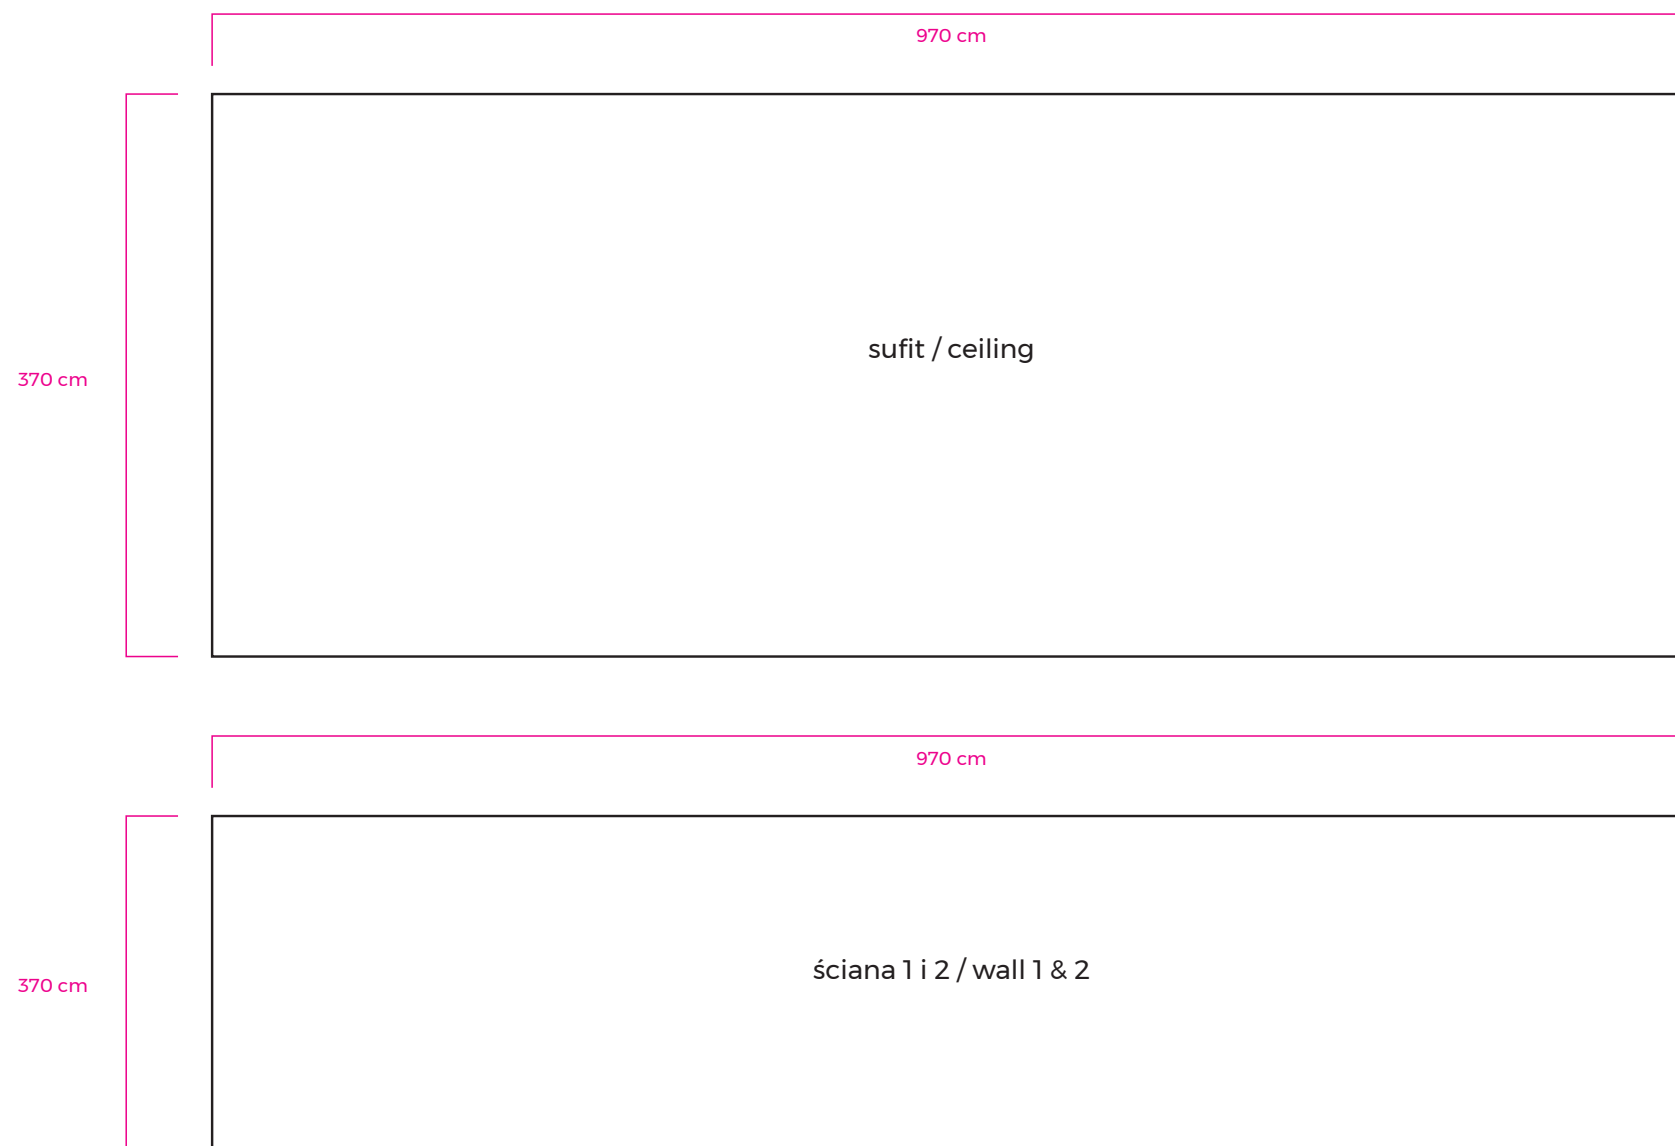 970 cm
370 cm
sufit / ceiling
970 cm
370 cm
ściana 1 i 2 / wall 1 & 2